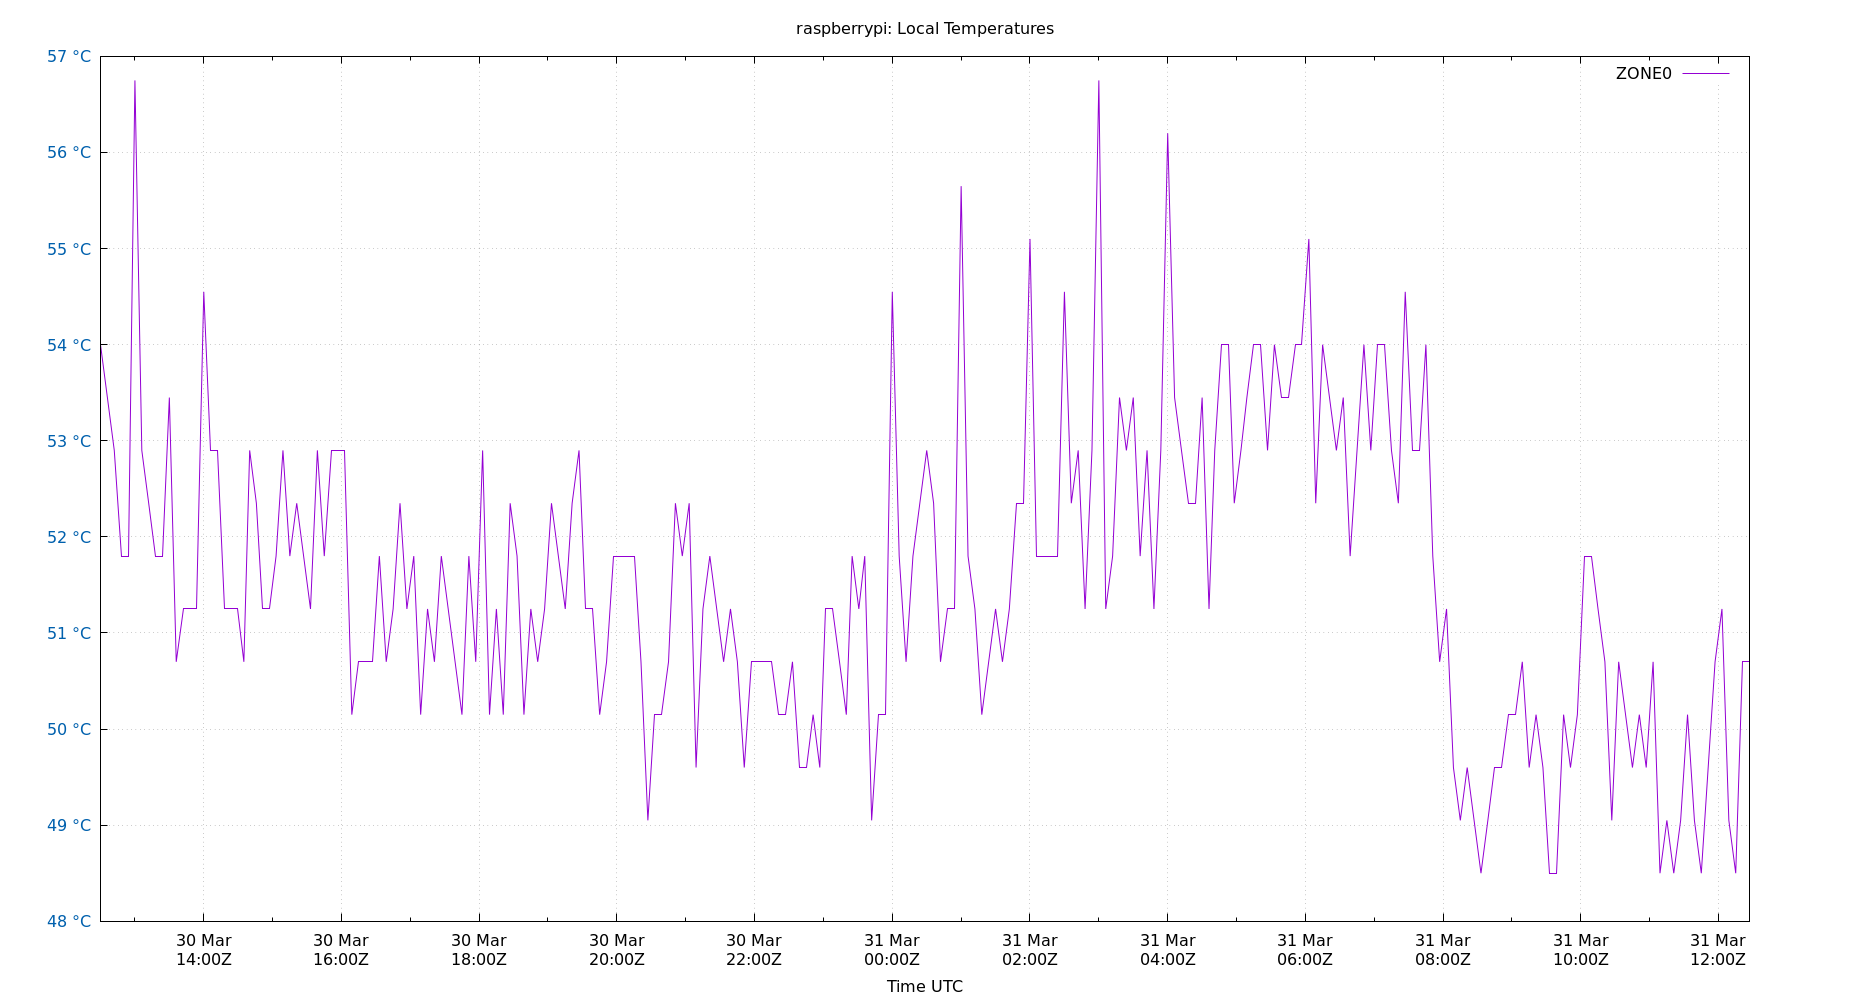 raspberrypi: Local Temperatures
57 °C
ZONE0
56 °C
55 °C
54 °C
53 °C
52 °C
51 °C
50 °C
49 °C
48 °C
30 Mar 30 Mar 30 Mar 30 Mar 30 Mar 31 Mar 31 Mar 31 Mar 31 Mar 31 Mar 31 Mar 31 Mar
14:00Z 16:00Z 18:00Z 20:00Z 22:00Z 00:00Z 02:00Z 04:00Z 06:00Z 08:00Z 10:00Z 12:00Z
Time UTC